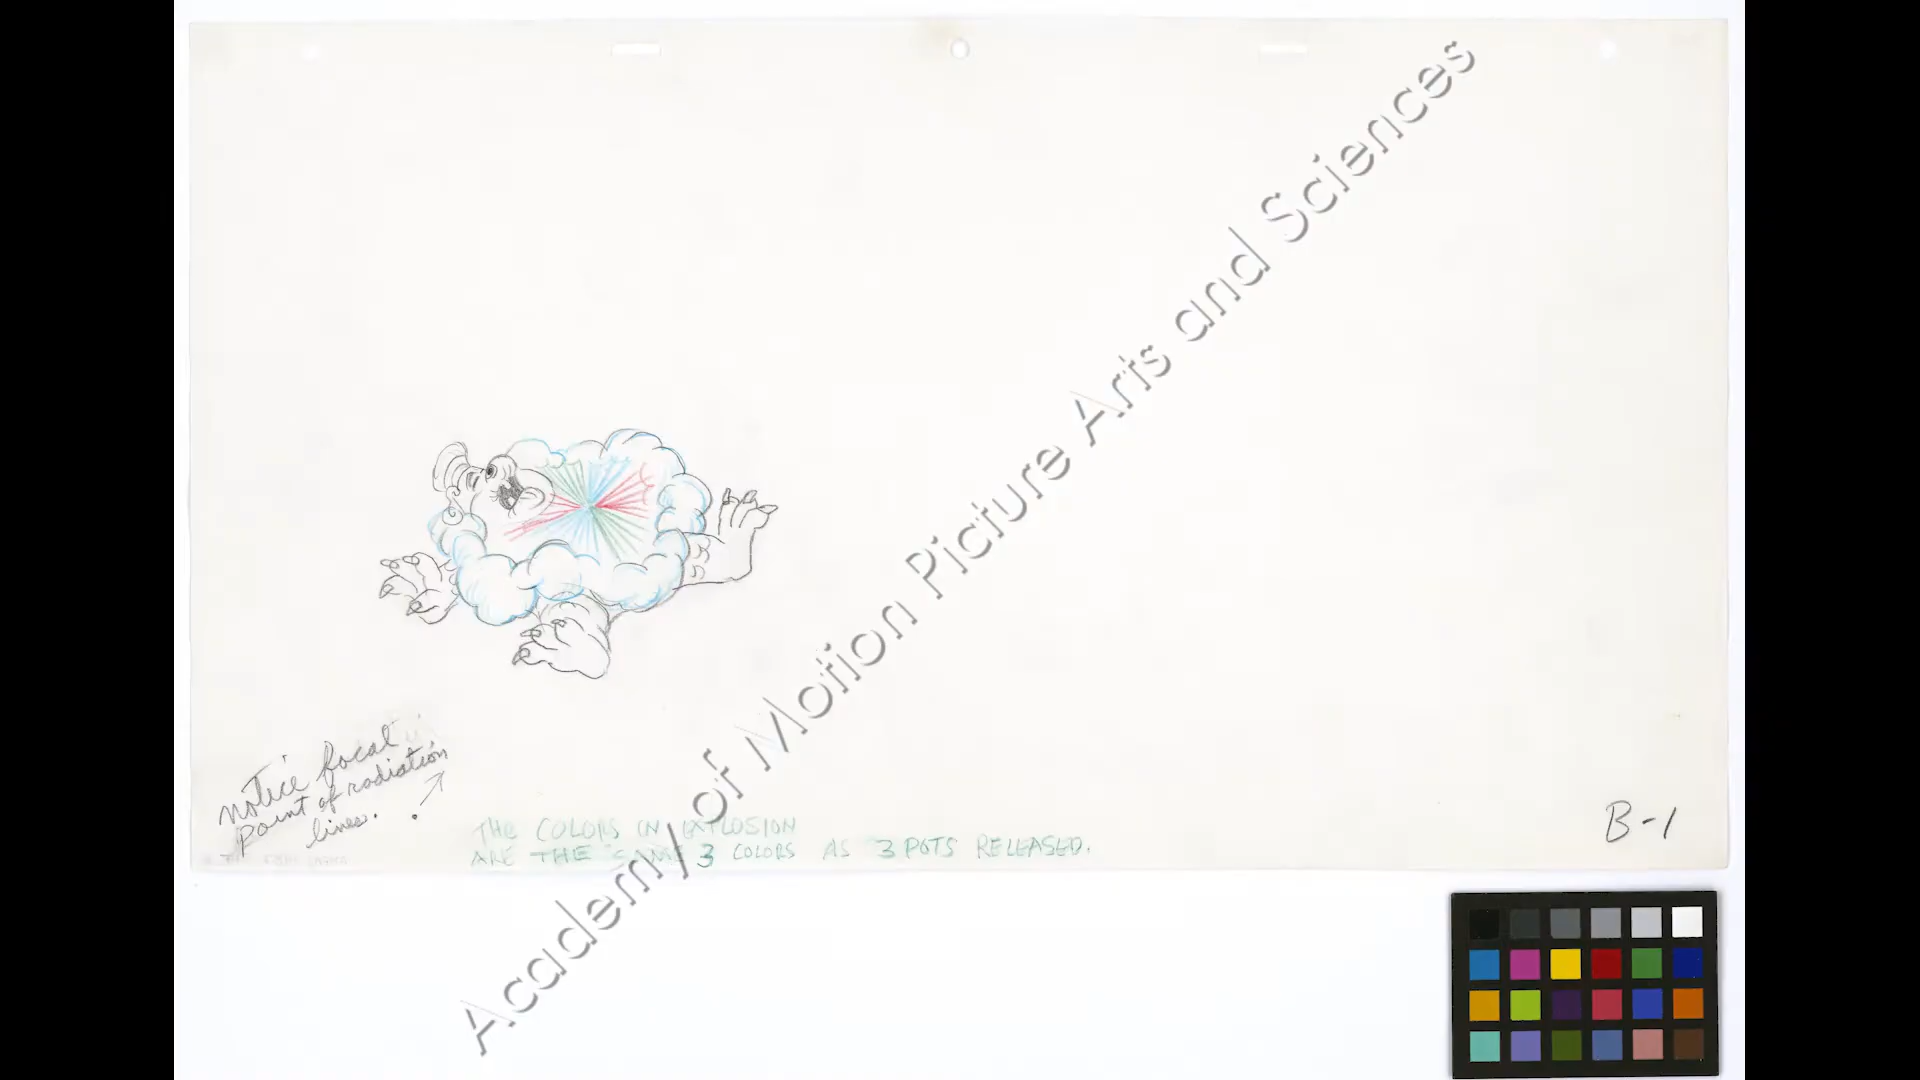 Academy of Motion Picture Arts and Sciences
notice focal
point of radiation
lines.
THE COLORS IN EXPLOSION
ARE THE SAME 3 COLORS AS 3 POTS RELEASED.
B-1